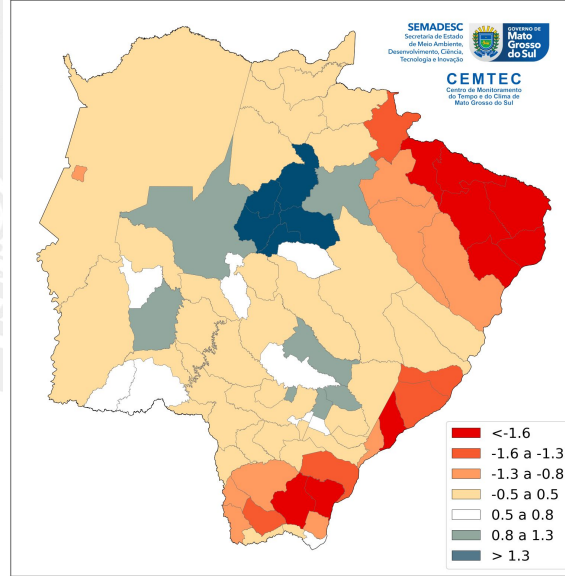 SEMADESC
Secretaria de Estado
de Meio Ambiente,
Desenvolvimento, Ciência,
Tecnologia e Inovação
GOVERNO DE
Mato
Grosso
do Sul
CEMTEC
Centro de Monitoramento
do Tempo e do Clima de
Mato Grosso do Sul
<-1.6
-1.6 a -1.3
-1.3 a -0.8
-0.5 a 0.5
0.5 a 0.8
0.8 a 1.3
> 1.3